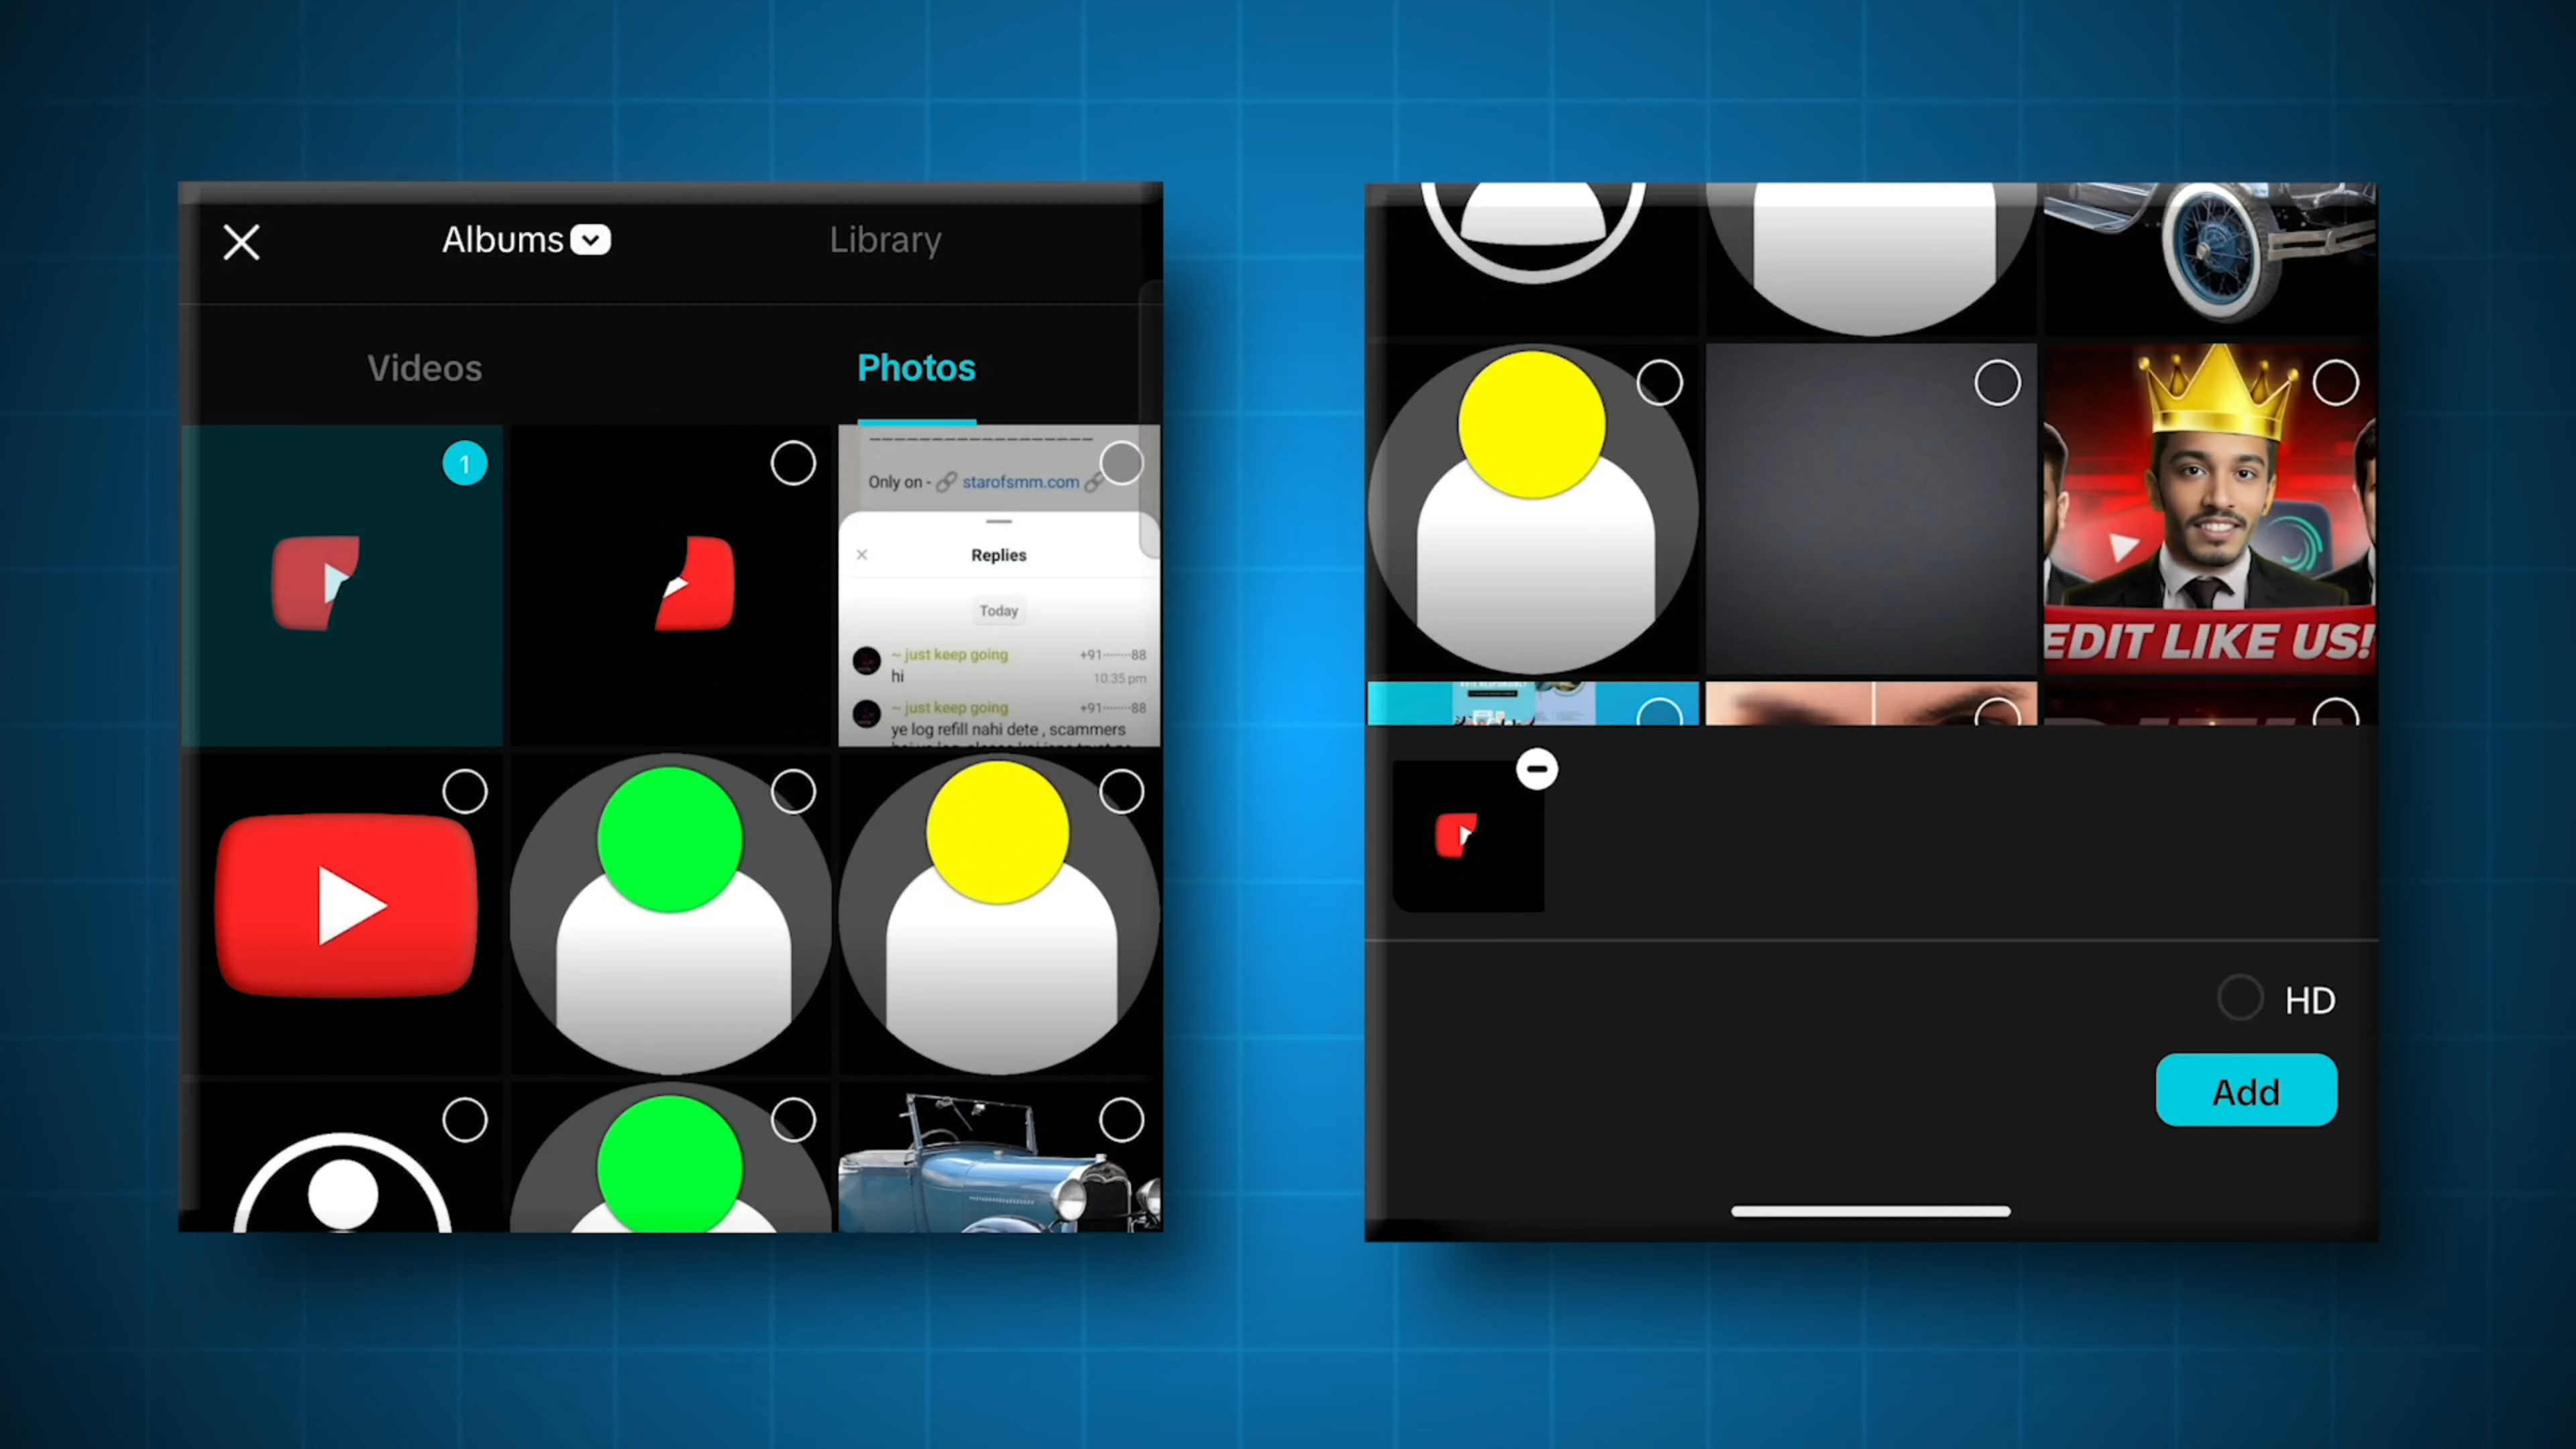 Albums
Library
Videos
Photos
1
Only on - starofsmm.com
Replies
Today
~ just keep going +91········88
hi
10.35 pm
~ just keep going +91········88
ye log refill nahi dete , scammers
EDIT LIKE US!
HD
Add